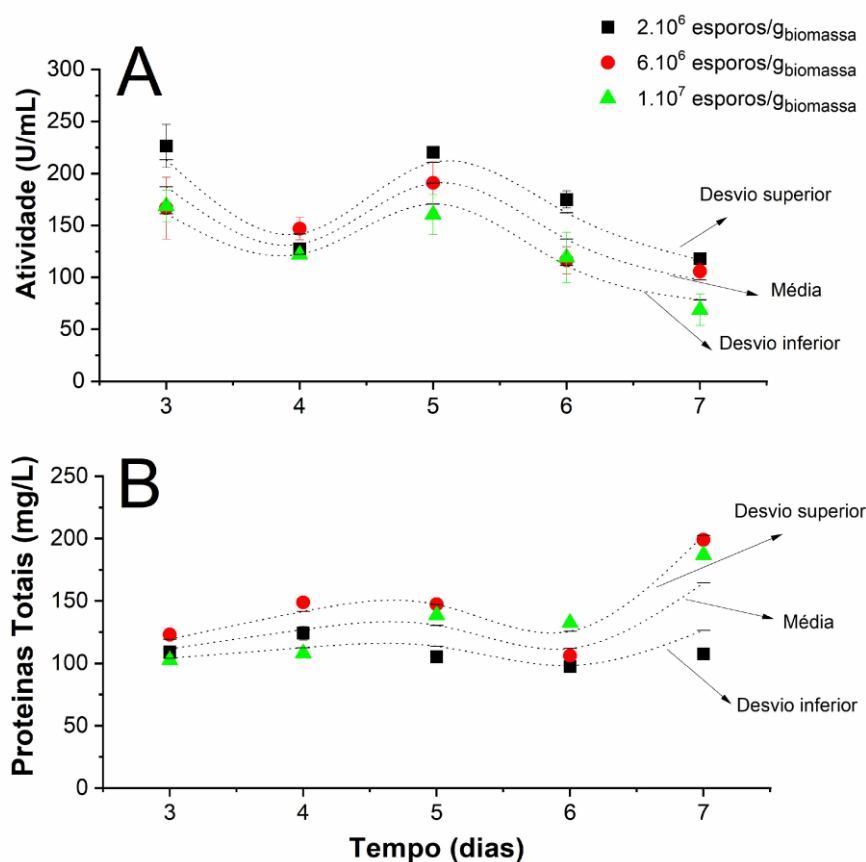 A
2.10⁶ esporos/g_biomassa
6.10⁶ esporos/g_biomassa
1.10⁷ esporos/g_biomassa
Atividade (U/mL)
300
250
200
150
100
50
0
3 4 5 6 7
Desvio superior
Média
Desvio inferior
B
Proteinas Totais (mg/L)
250
200
150
100
50
0
3 4 5 6 7
Desvio superior
Média
Desvio inferior
Tempo (dias)